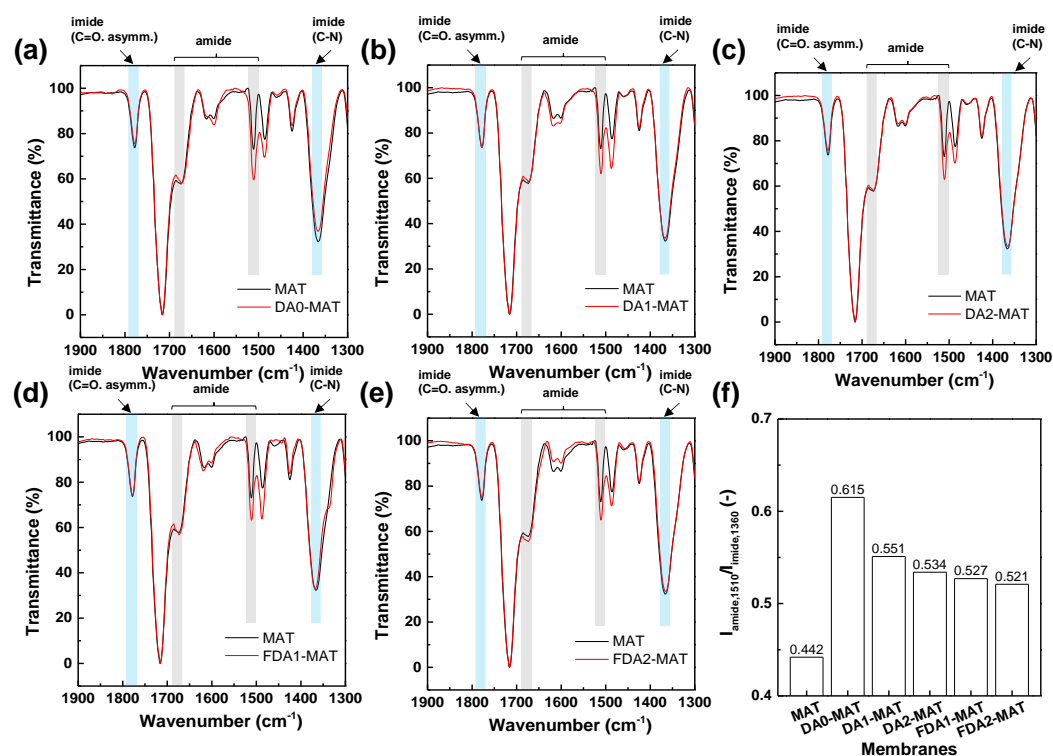 (a)
imide
(C=O. asymm.)
amide
imide
(C-N)
Transmittance (%)
100
80
60
40
20
0
MAT
DA0-MAT
1900 1800 1700 1600 1500 1400 1300
Wavenumber (cm⁻¹)
(b)
imide
(C=O. asymm.)
amide
imide
(C-N)
Transmittance (%)
100
80
60
40
20
0
MAT
DA1-MAT
1900 1800 1700 1600 1500 1400 1300
Wavenumber (cm⁻¹)
(c)
imide
(C=O. asymm.)
amide
imide
(C-N)
Transmittance (%)
100
80
60
40
20
0
MAT
DA2-MAT
1900 1800 1700 1600 1500 1400 1300
Wavenumber (cm⁻¹)
(d)
imide
(C=O. asymm.)
amide
imide
(C-N)
Transmittance (%)
100
80
60
40
20
0
MAT
FDA1-MAT
1900 1800 1700 1600 1500 1400 1300
Wavenumber (cm⁻¹)
(e)
imide
(C=O. asymm.)
amide
imide
(C-N)
Transmittance (%)
100
80
60
40
20
0
MAT
FDA2-MAT
1900 1800 1700 1600 1500 1400 1300
Wavenumber (cm⁻¹)
(f)
I amide,1510/I imide,1360 (-)
0.7
0.6
0.5
0.4
0.442
0.615
0.551
0.534
0.527
0.521
MAT
DA0-MAT
DA1-MAT
DA2-MAT
FDA1-MAT
FDA2-MAT
Membranes